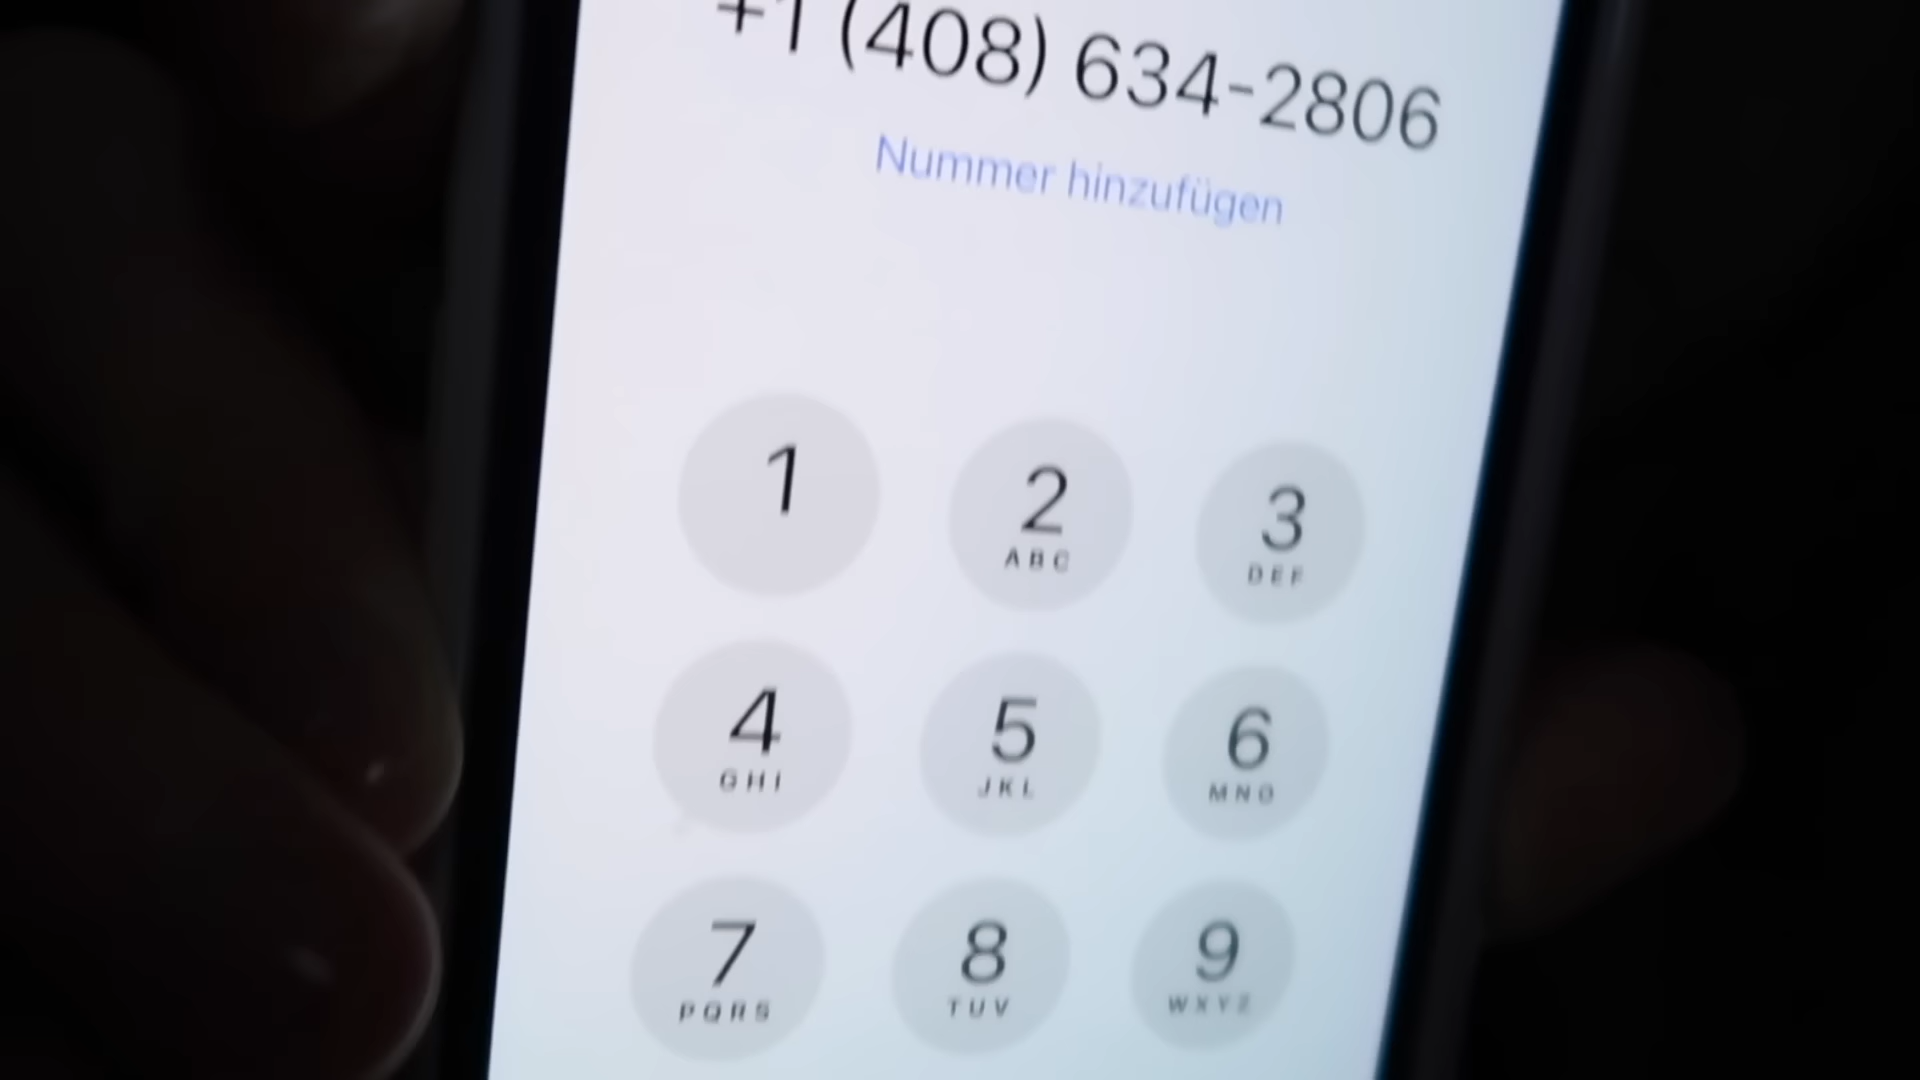 +1 (408) 634-2806
Nummer hinzufügen
1
2
3
ABC
DEF
4
5
6
GHI
JKL
MNO
7
8
9
PQRS
TUV
WXYZ